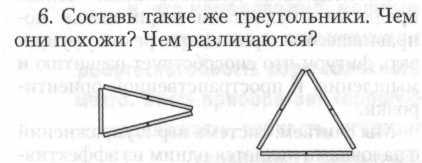 6. Составь такие же треугольники. Чем
они похожи? Чем различаются?